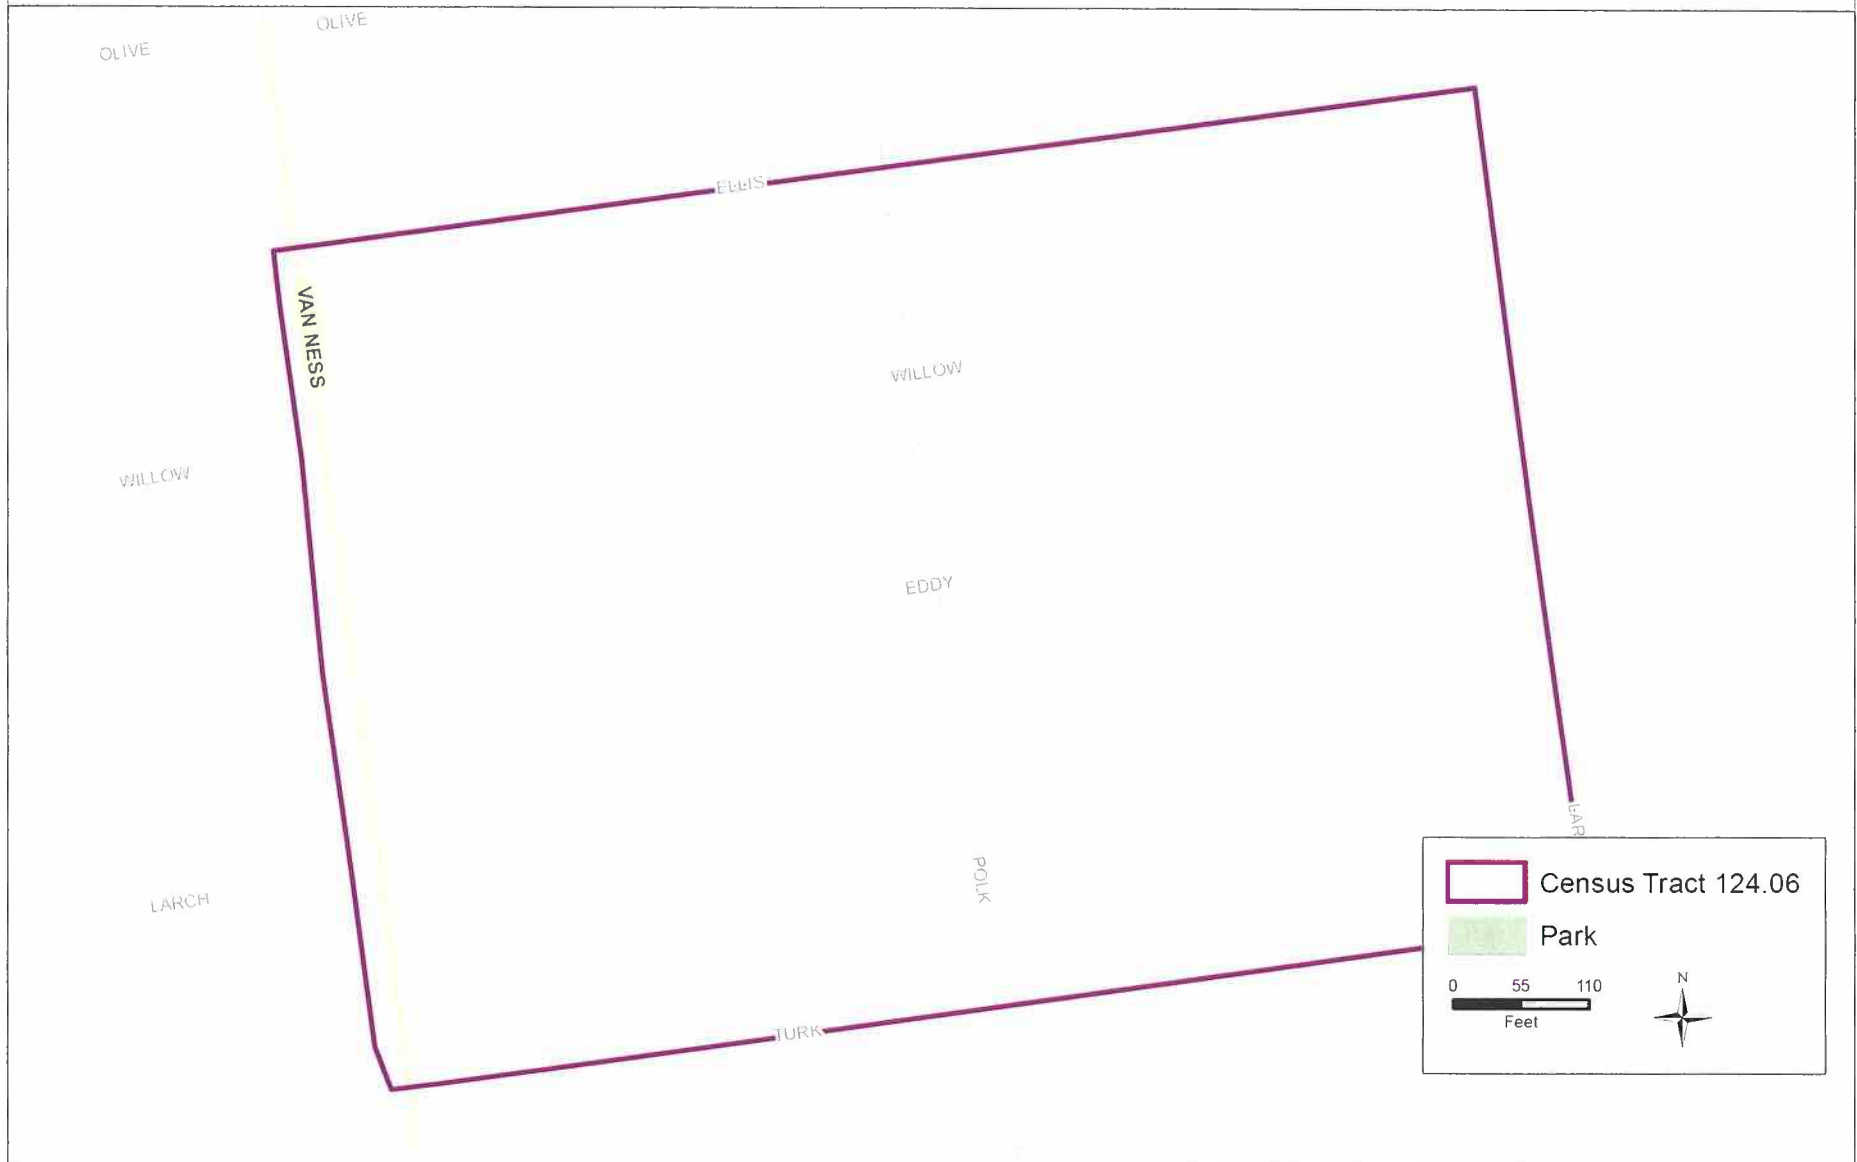 OLIVE
OLIVE
ELLIS
VAN NESS
WILLOW
WILLOW
EDDY
LAR
POLK
LARCH
Census Tract 124.06
Park
0 55 110
Feet
N
TURK